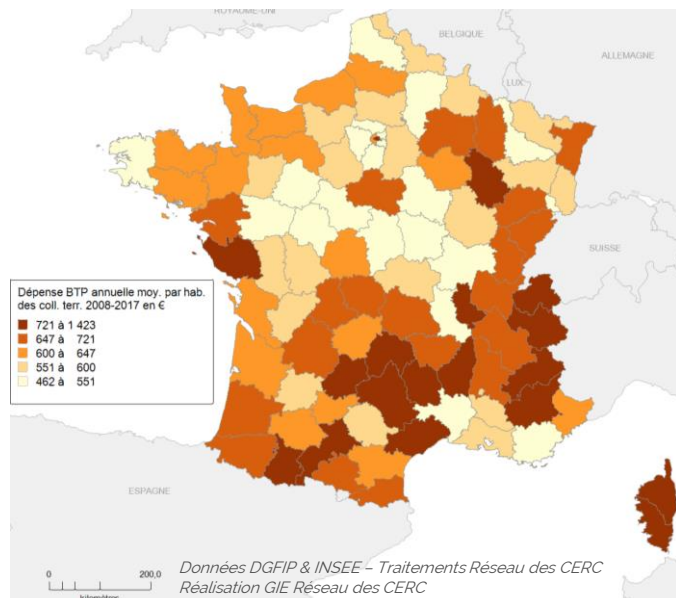 ROYAUME-UNI
BELGIQUE
ALLEMAGNE
LUX
SUISSE
Dépense BTP annuelle moy. par hab.
des coll. terr. 2008-2017 en €
721 à 1 423
647 à 721
600 à 647
551 à 600
462 à 551
ESPAGNE
0 200,0
kilomètres
Données DGFIP & INSEE – Traitements Réseau des CERC
Réalisation GIE Réseau des CERC